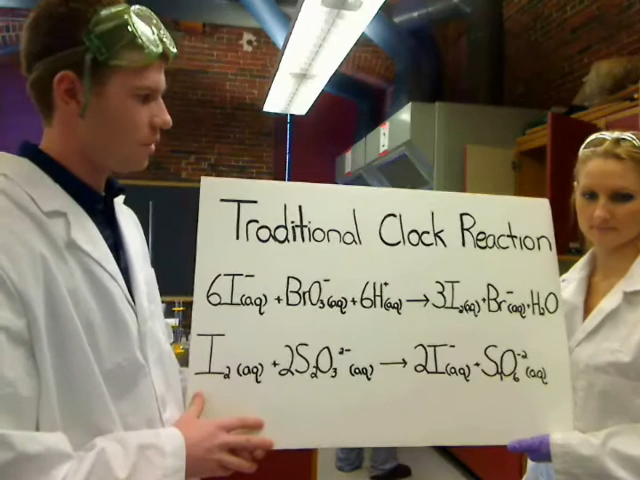 Traditional Clock Reaction
6I⁻(aq) + BrO₃⁻(aq) + 6H⁺(aq) → 3I₂(aq) + Br⁻(aq) + H₂O
I₂(aq) + 2S₂O₃²⁻(aq) → 2I⁻(aq) + S₄O₆⁻²(aq)